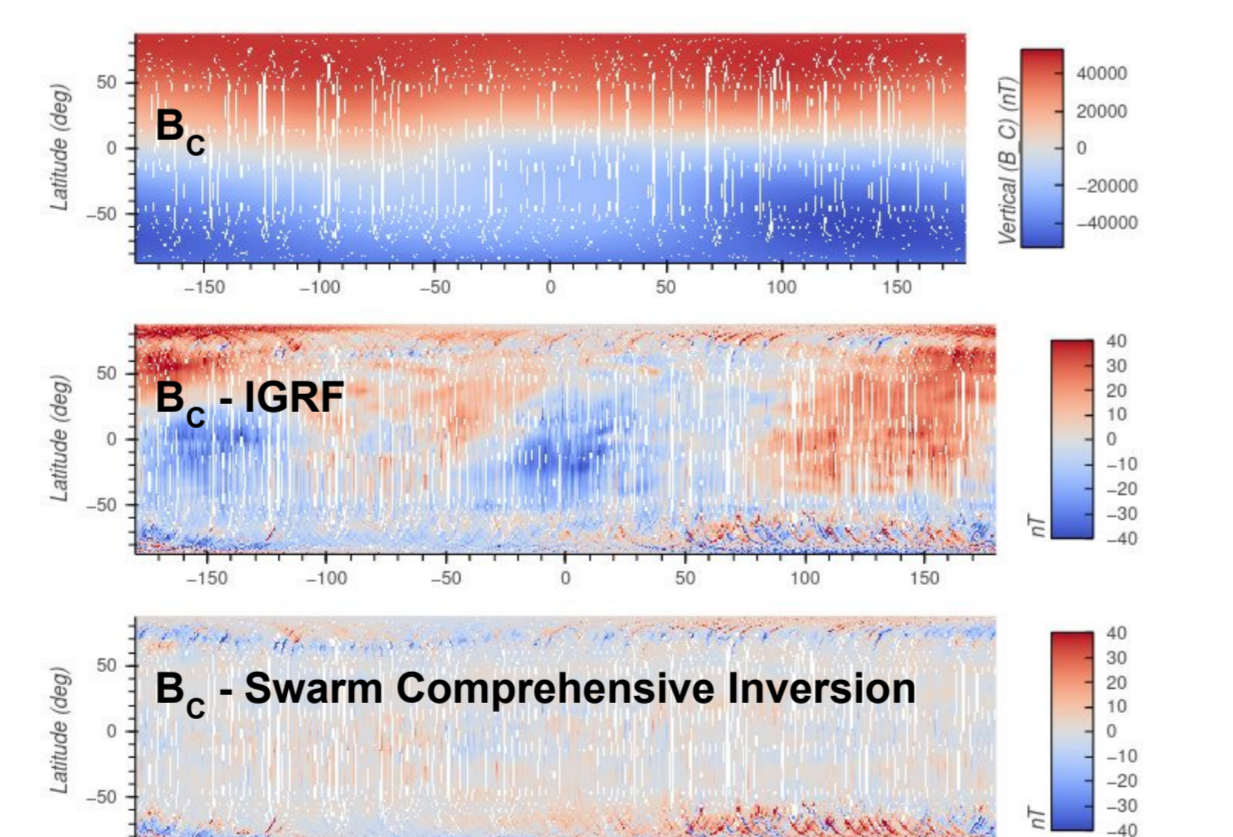 Latitude (deg)
50
0
−50
B_C
−150 −100 −50 0 50 100 150
Vertical (B_C) (nT)
40000
20000
0
−20000
−40000
Latitude (deg)
50
0
−50
B_C - IGRF
−150 −100 −50 0 50 100 150
nT
40
30
20
10
0
−10
−20
−30
−40
Latitude (deg)
50
0
−50
B_C - Swarm Comprehensive Inversion
nT
40
30
20
10
0
−10
−20
−30
−40